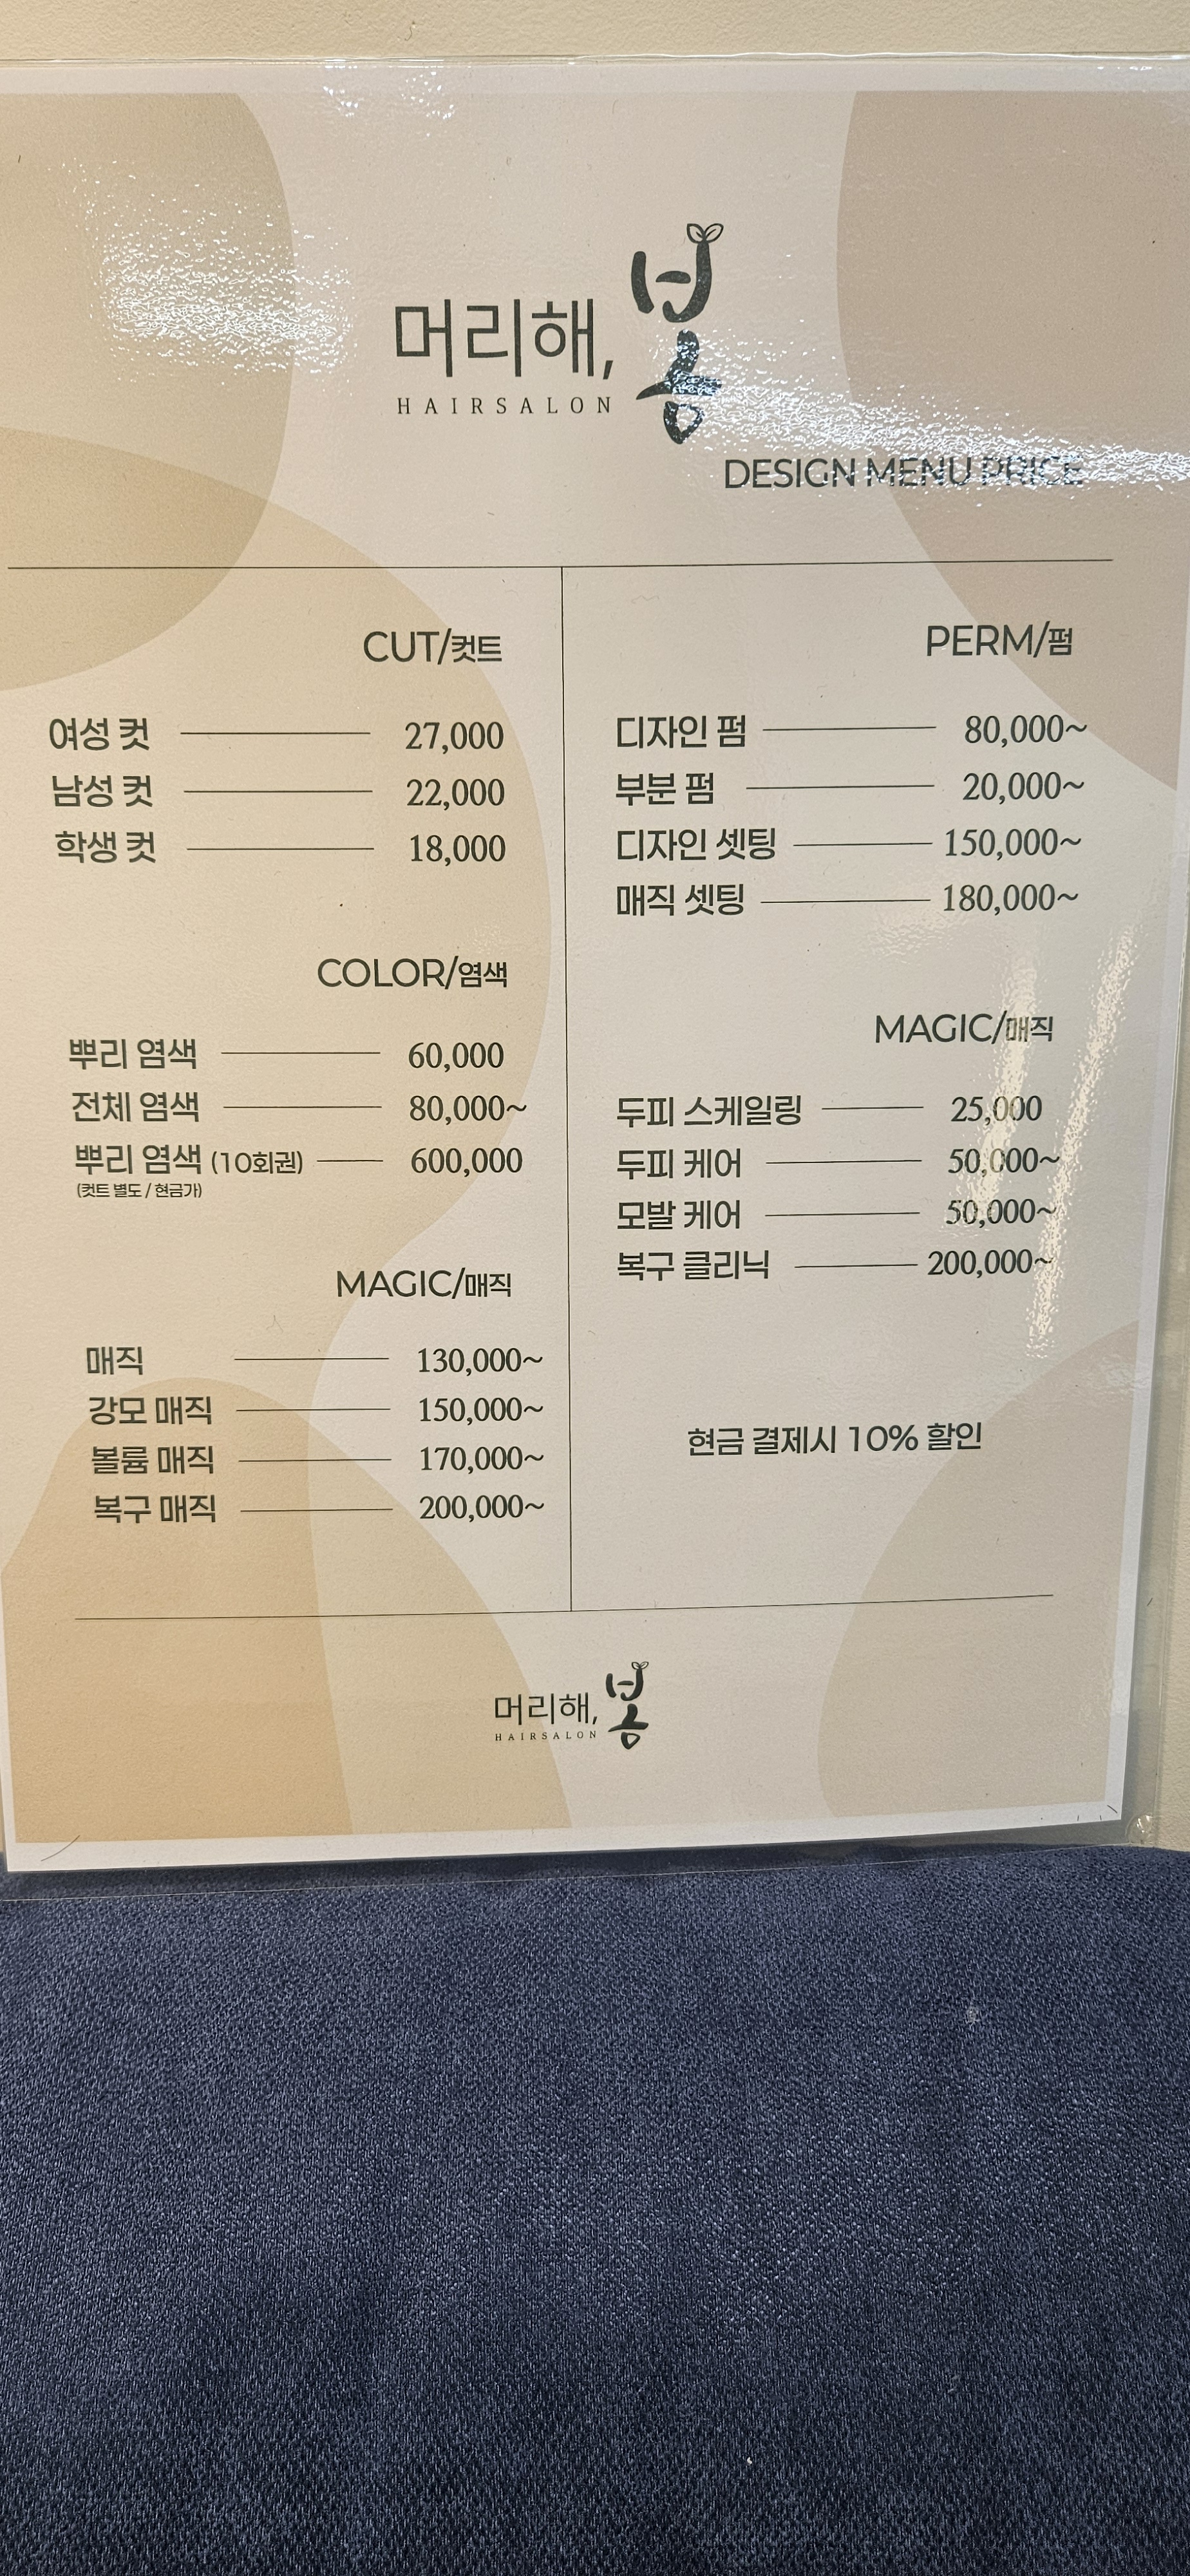 머리해, 봄
HAIRSALON
DESIGN MENU PRICE
CUT/컷트
여성 컷 27,000
남성 컷 22,000
학생 컷 18,000
COLOR/염색
뿌리 염색 60,000
전체 염색 80,000~
뿌리 염색 (10회권) 600,000
(컷트 별도 / 현금가)
MAGIC/매직
매직 130,000~
강모 매직 150,000~
볼륨 매직 170,000~
복구 매직 200,000~
PERM/펌
디자인 펌 80,000~
부분 펌 20,000~
디자인 셋팅 150,000~
매직 셋팅 180,000~
MAGIC/매직
두피 스케일링 25,000
두피 케어 50,000~
모발 케어 50,000~
복구 클리닉 200,000~
현금 결제시 10% 할인
머리해, 봄
HAIRSALON